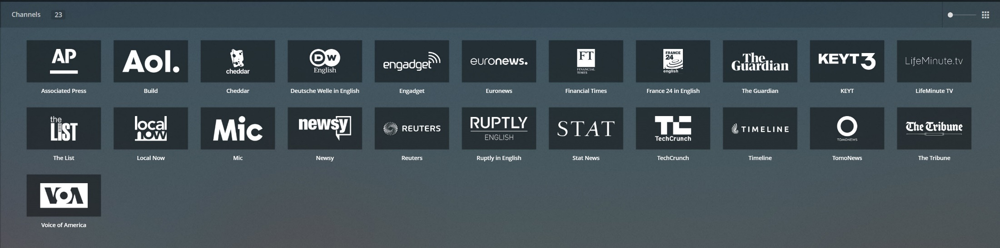 Channels 23
AP
Aol.
cheddar
DW
English
engadget
euronews.
FT
FINANCIAL
TIMES
FRANCE
24
english
The
Guardian
KEYT 3
LifeMinute.tv
Associated Press
Build
Cheddar
Deutsche Welle in English
Engadget
Euronews
Financial Times
France 24 in English
The Guardian
KEYT
LifeMinute TV
the
LiST
local
now
Mic
newsy
REUTERS
RUPTLY
ENGLISH
STAT
TC
TechCrunch
TIMELINE
TOMONEWS
The Tribune
The List
Local Now
Mic
Newsy
Reuters
Ruptly in English
Stat News
TechCrunch
Timeline
TomoNews
The Tribune
VOA
Voice of America